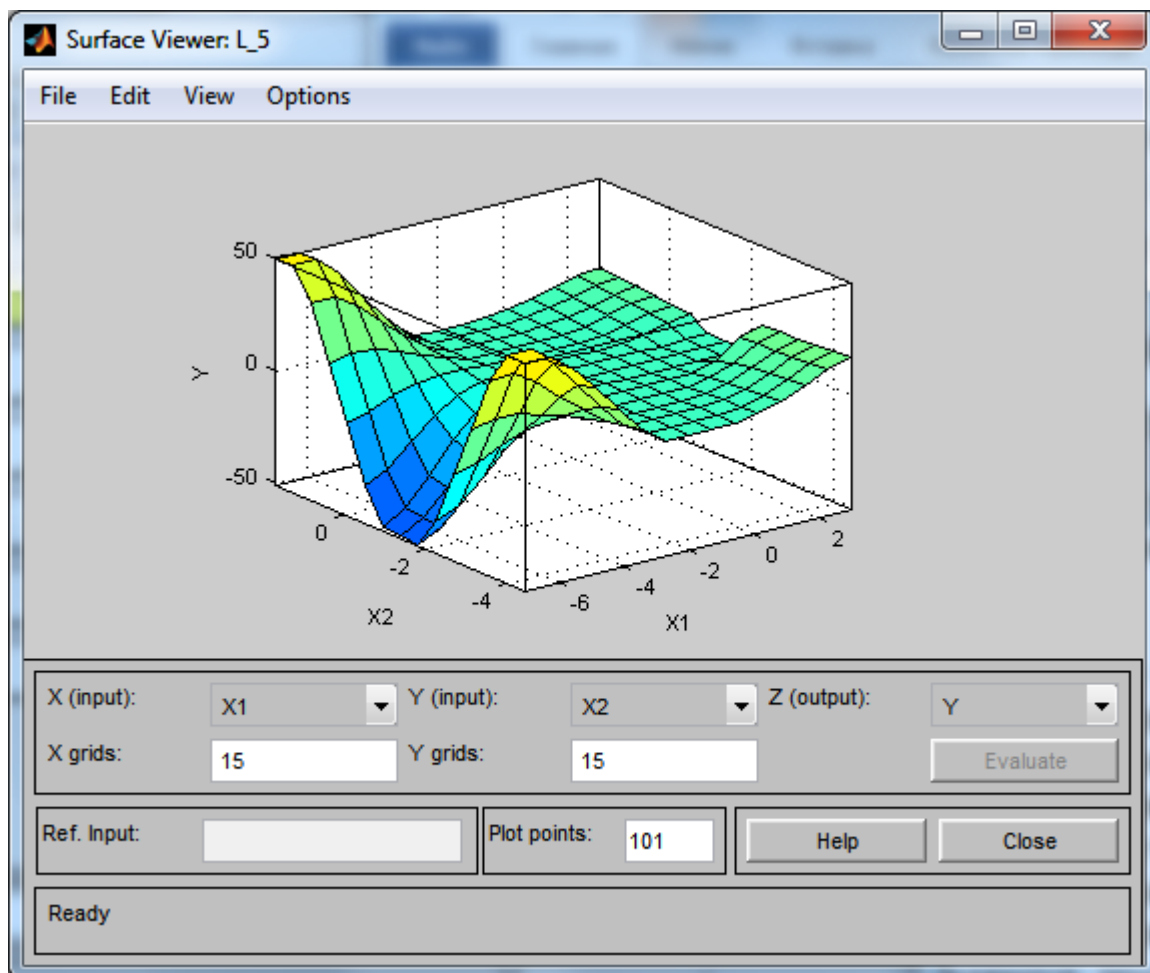 Surface Viewer: L_5
File Edit View Options
50
0
-50
Y
0
-2
-4
X2
-6
-4
-2
0
2
X1
X (input): X1 Y (input): X2 Z (output): Y
X grids: 15 Y grids: 15 Evaluate
Ref. Input: Plot points: 101 Help Close
Ready